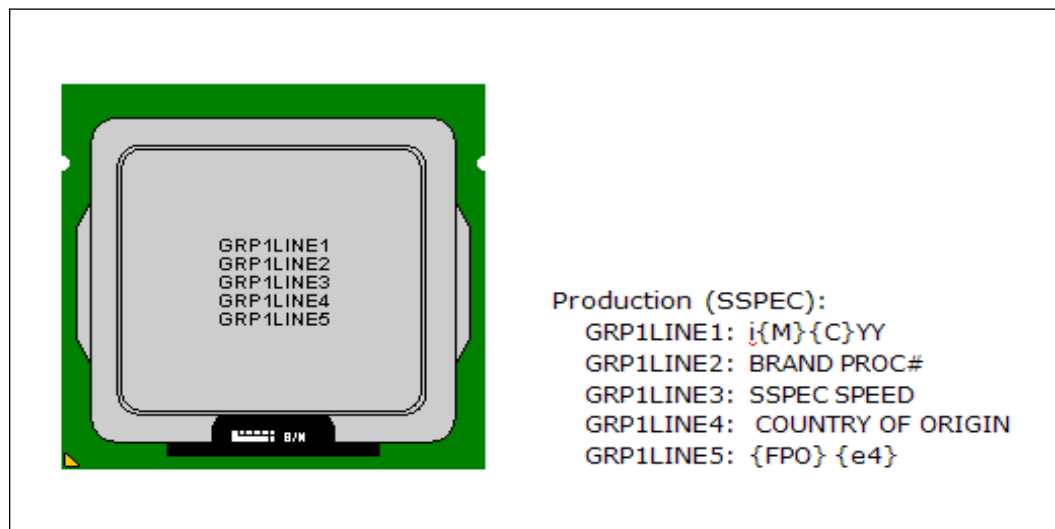 GRP1LINE1
GRP1LINE2
GRP1LINE3
GRP1LINE4
GRP1LINE5
S/N
Production (SSPEC):
GRP1LINE1: i{M}{C}YY
GRP1LINE2: BRAND PROC#
GRP1LINE3: SSPEC SPEED
GRP1LINE4: COUNTRY OF ORIGIN
GRP1LINE5: {FPO} {e4}